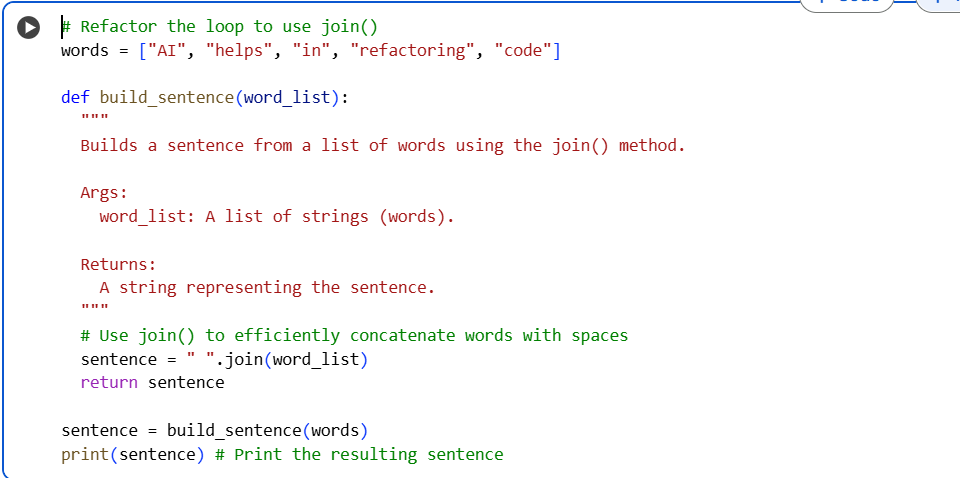 # Refactor the loop to use join()
words = ["AI", "helps", "in", "refactoring", "code"]

def build_sentence(word_list):
  """
  Builds a sentence from a list of words using the join() method.

  Args:
    word_list: A list of strings (words).

  Returns:
    A string representing the sentence.
  """
  # Use join() to efficiently concatenate words with spaces
  sentence = " ".join(word_list)
  return sentence

sentence = build_sentence(words)
print(sentence) # Print the resulting sentence